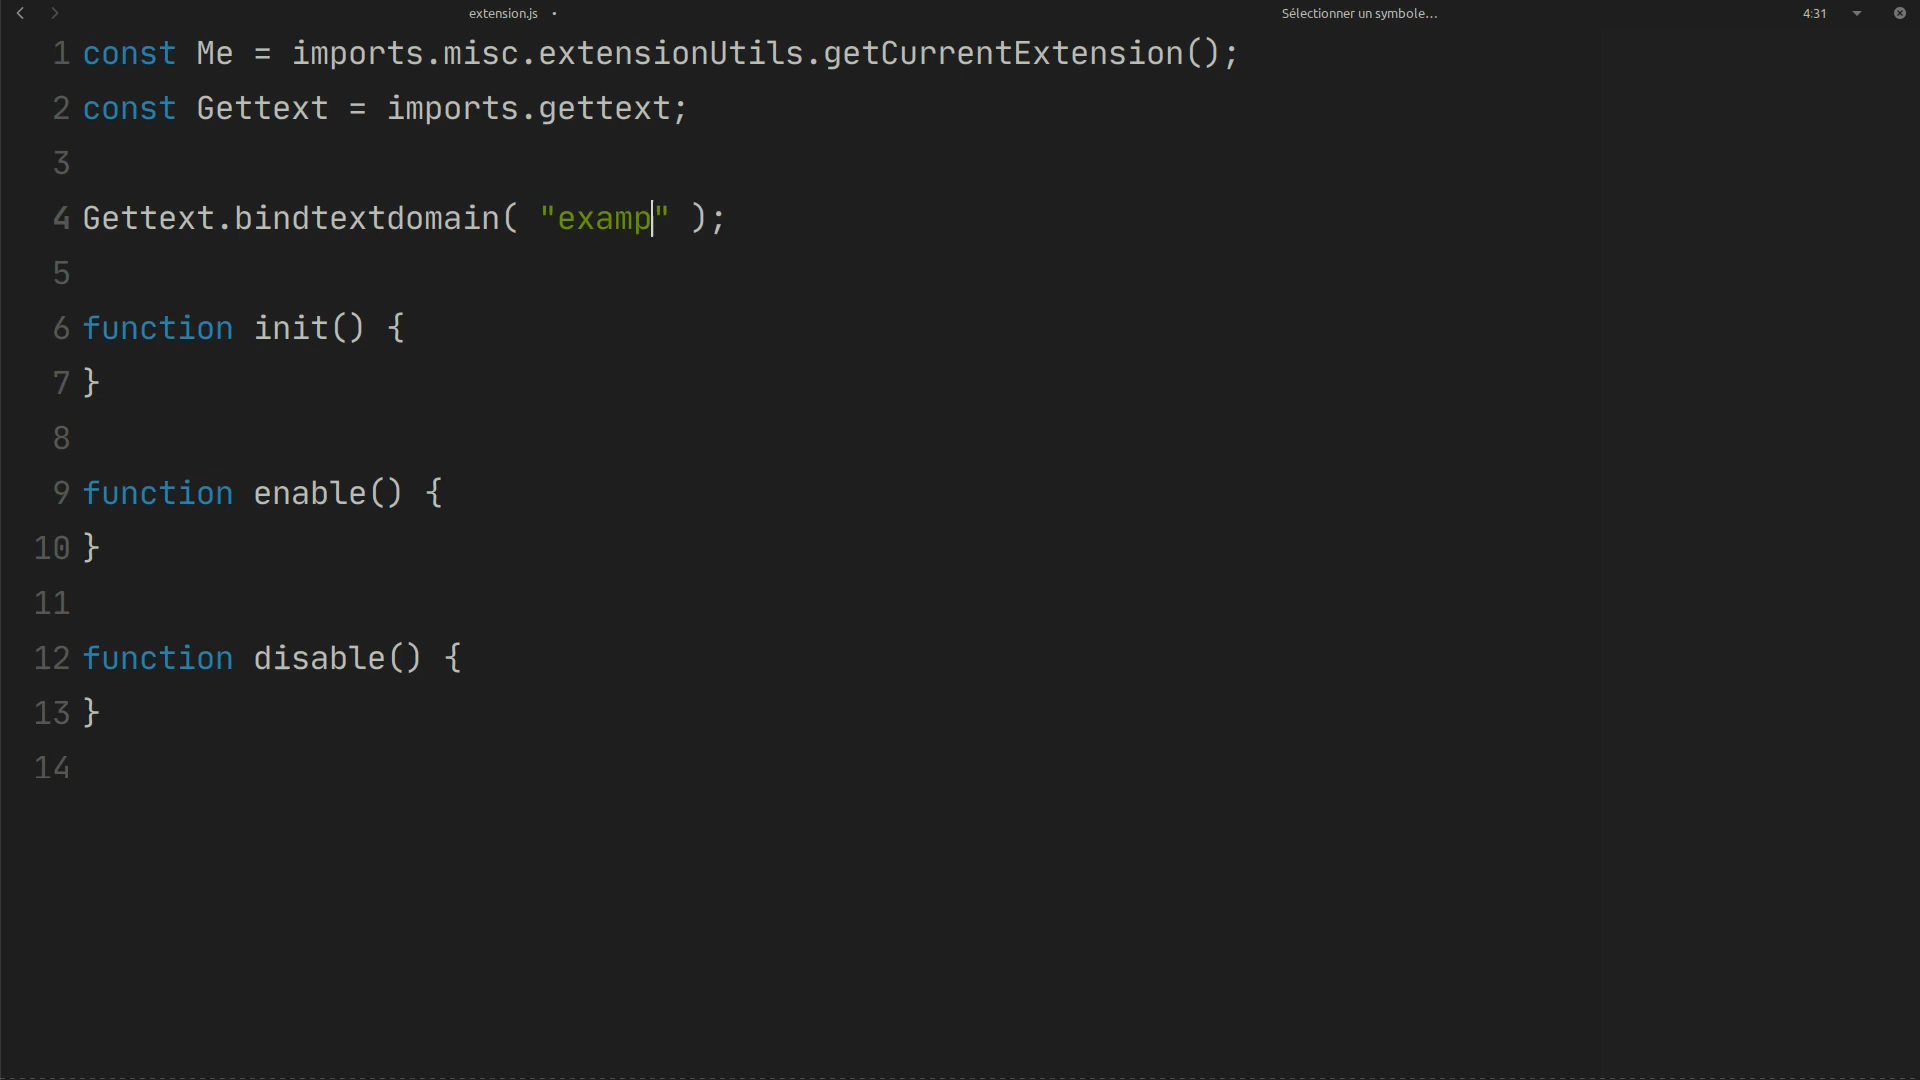 extension.js •
Sélectionner un symbole…
4:31
1 const Me = imports.misc.extensionUtils.getCurrentExtension();
2 const Gettext = imports.gettext;
3
4 Gettext.bindtextdomain( "examp" );
5
6 function init() {
7 }
8
9 function enable() {
10 }
11
12 function disable() {
13 }
14